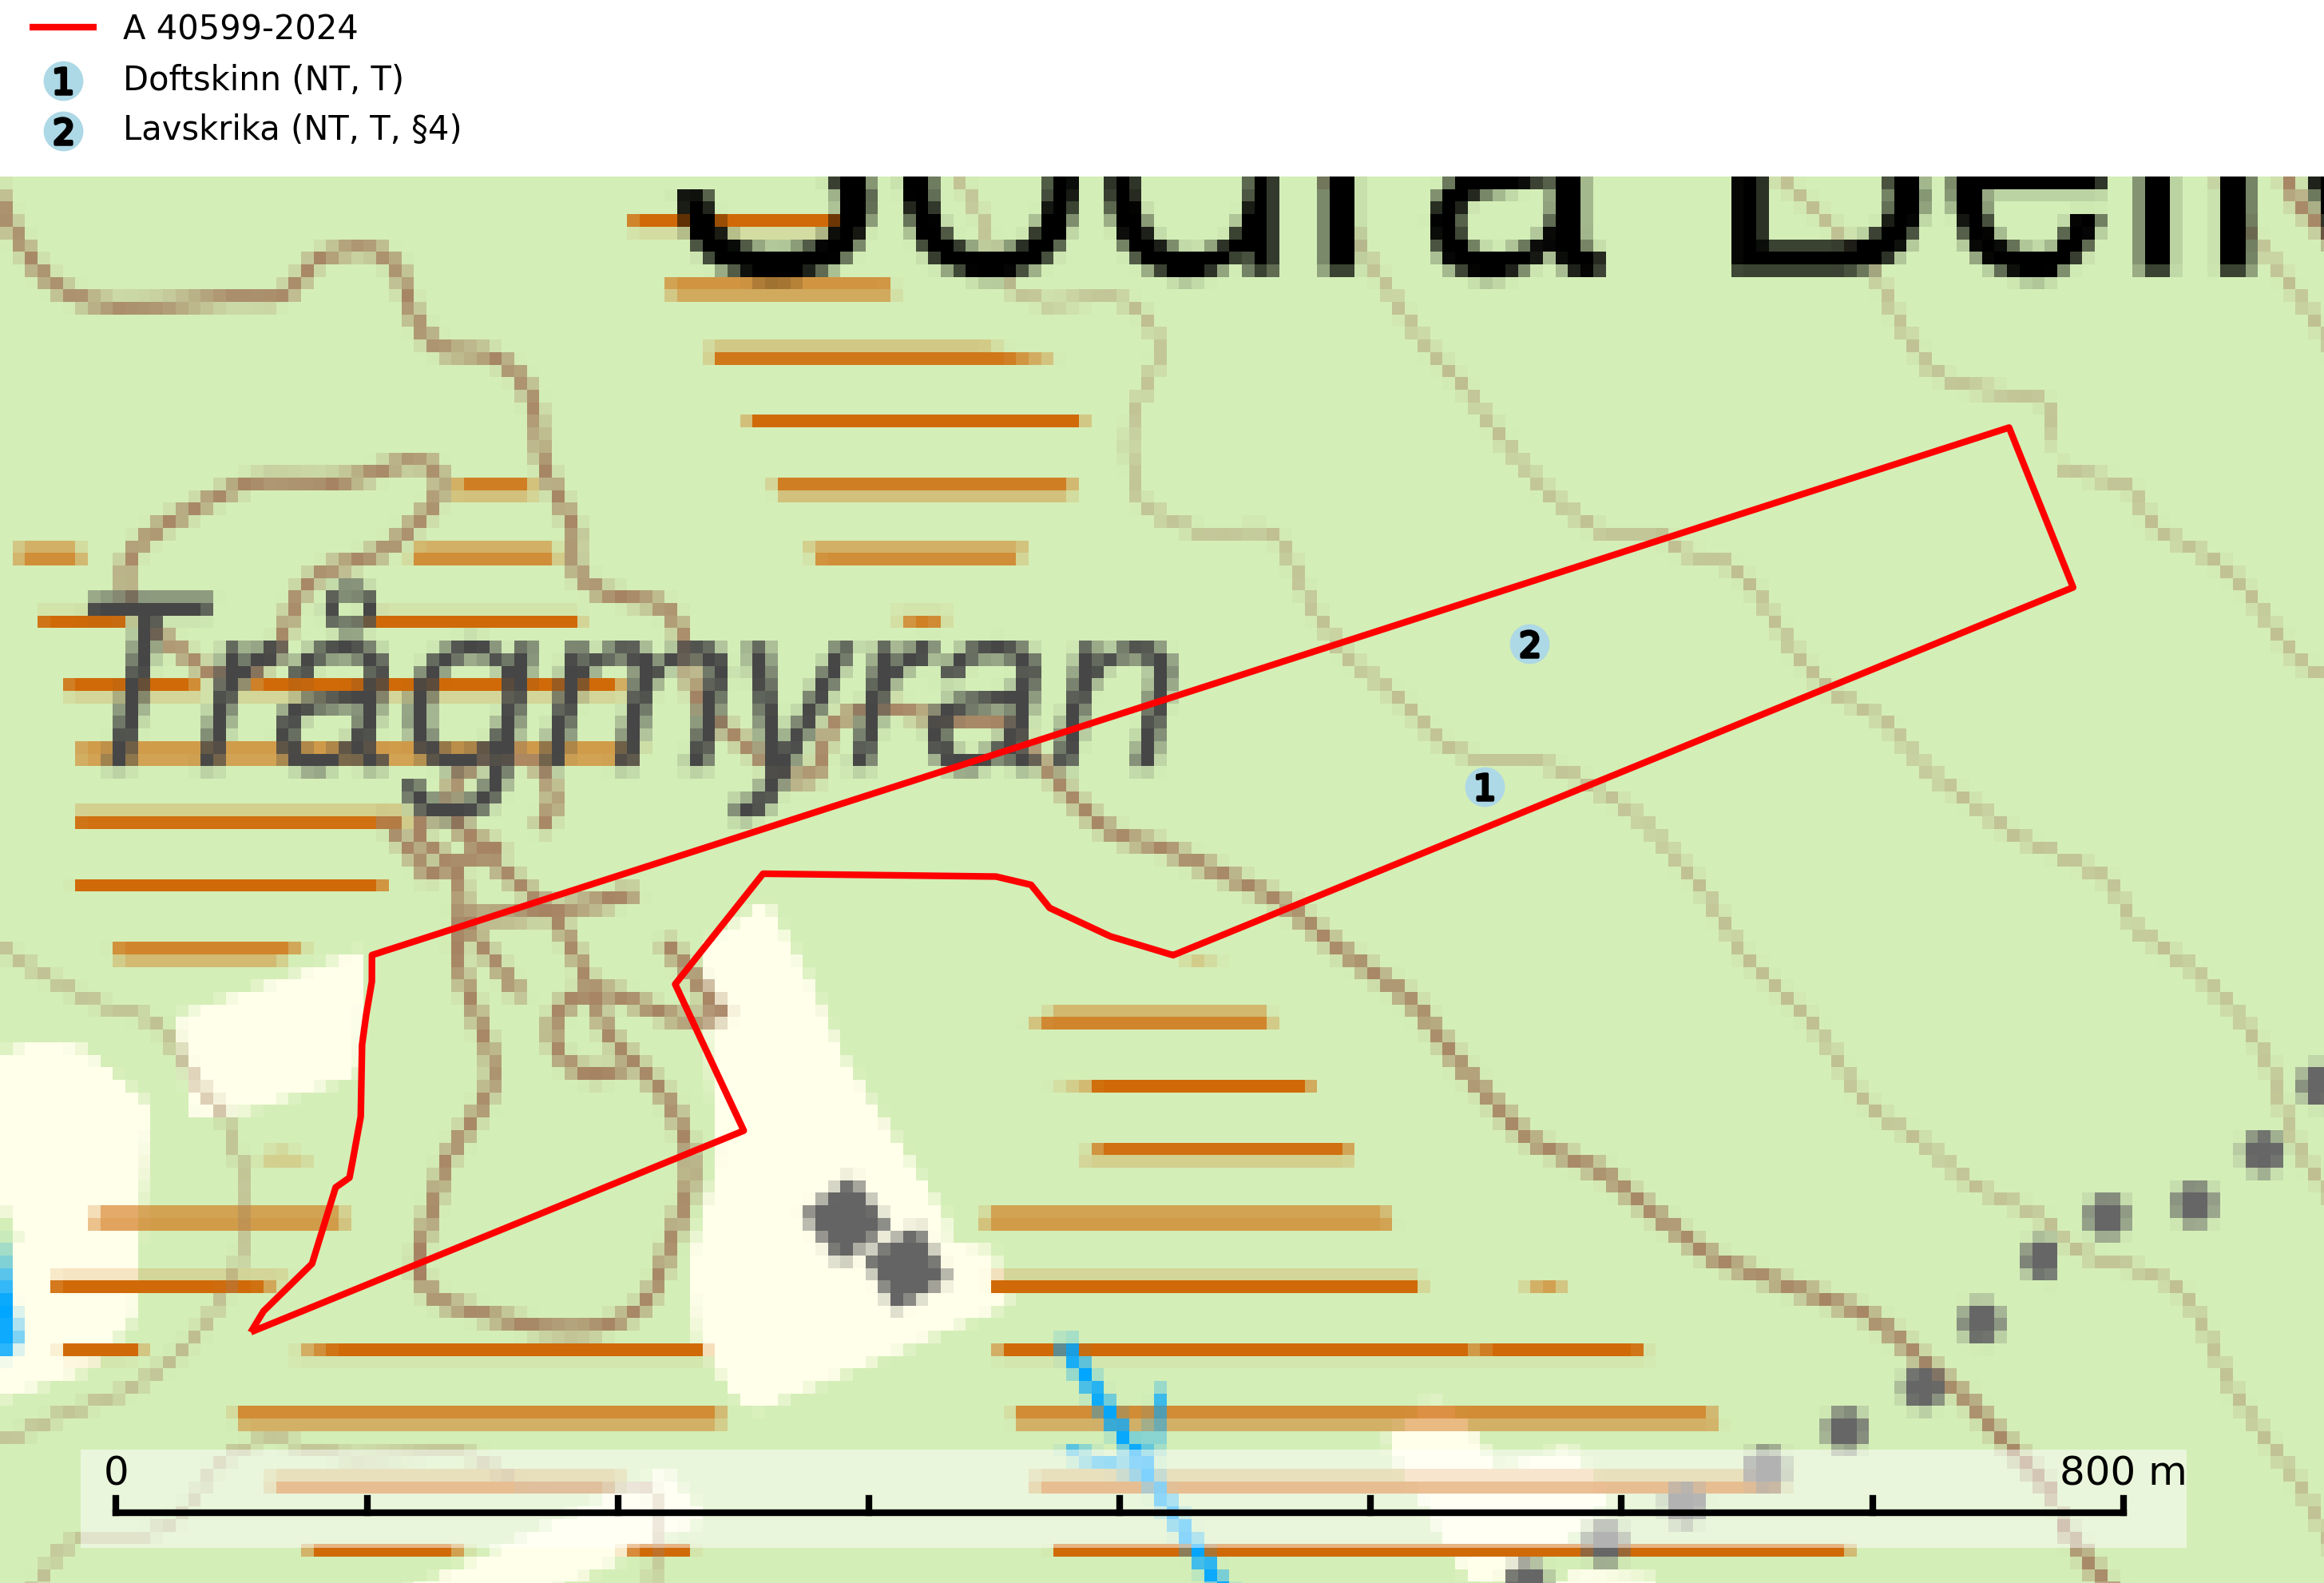 A 40599-2024
1 Doftskinn (NT, T)
2 Lavskrika (NT, T, §4)
Trågmyran
2
1
0 800 m